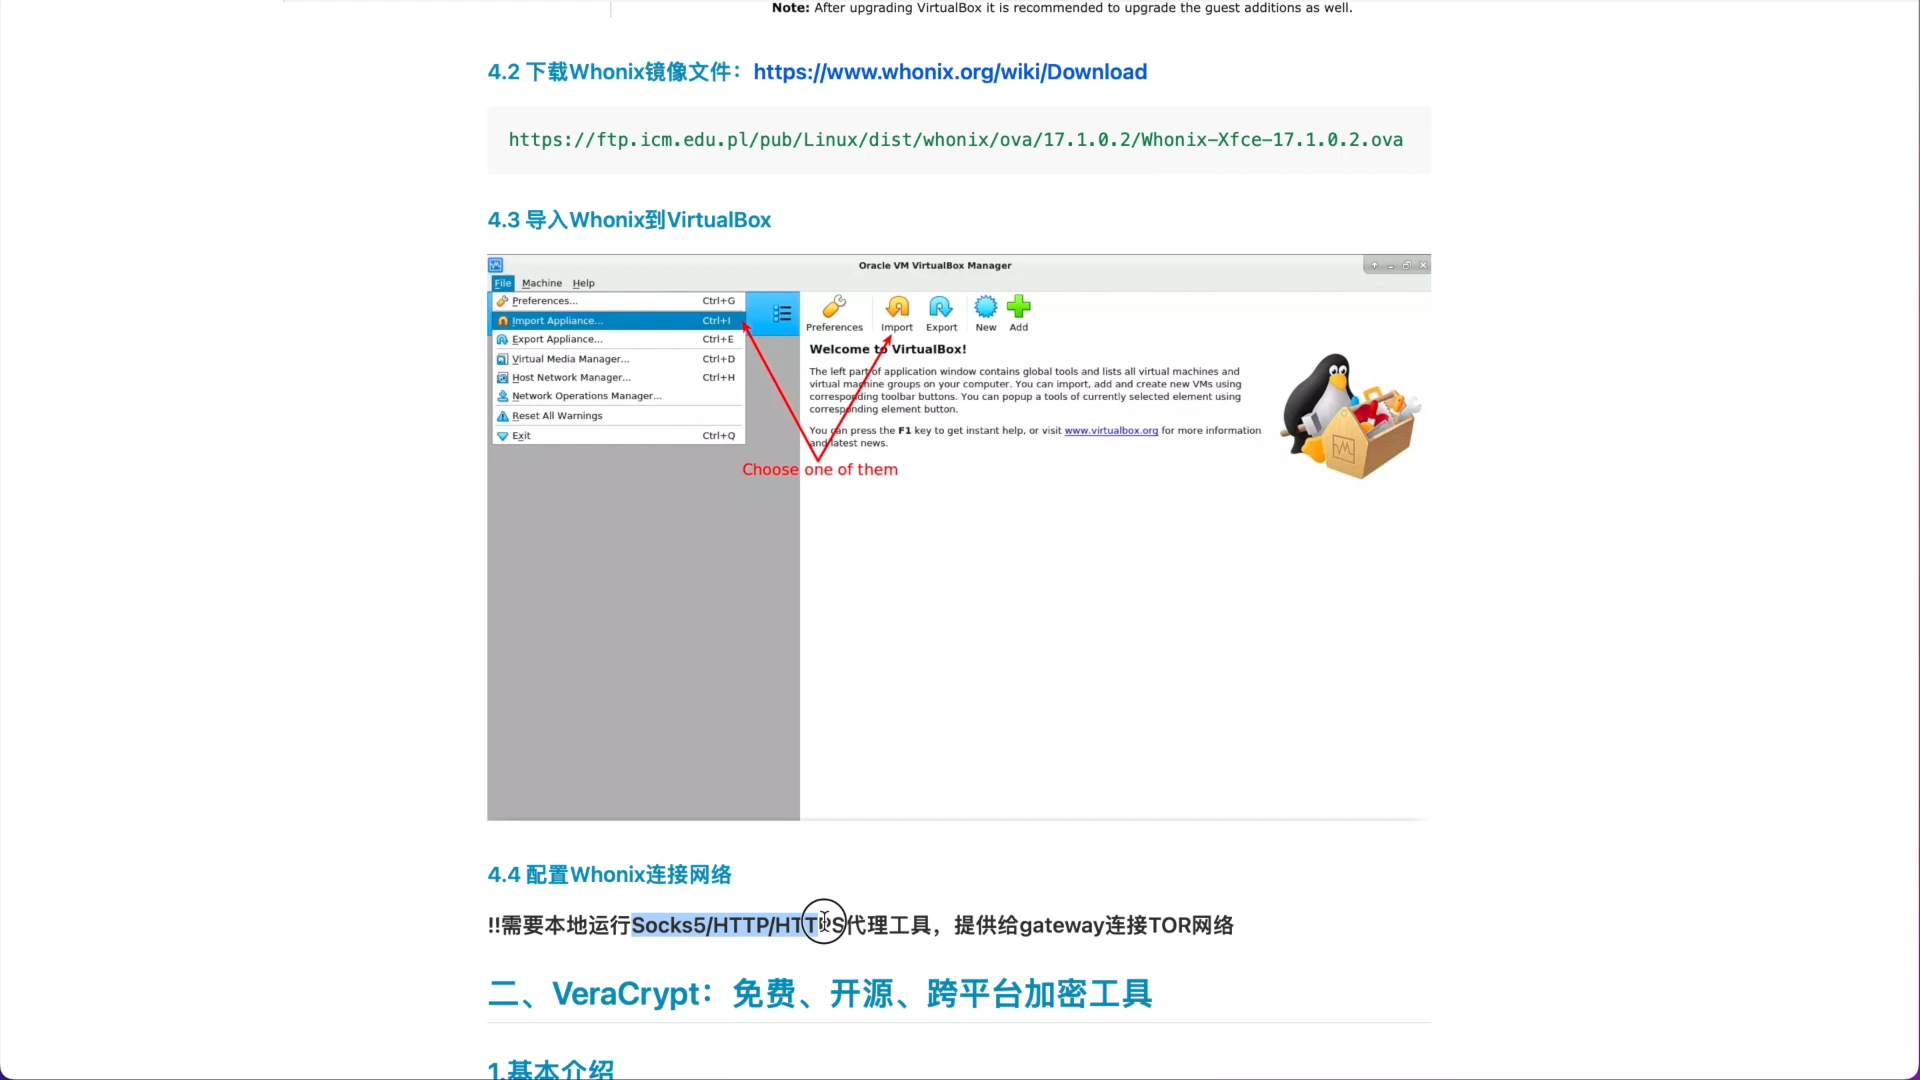 Note: After upgrading VirtualBox it is recommended to upgrade the guest additions as well.
4.2 下载Whonix镜像文件：https://www.whonix.org/wiki/Download
https://ftp.icm.edu.pl/pub/Linux/dist/whonix/ova/17.1.0.2/Whonix-Xfce-17.1.0.2.ova
4.3 导入Whonix到VirtualBox
Oracle VM VirtualBox Manager
File Machine Help
Preferences... Ctrl+G
Import Appliance... Ctrl+I
Export Appliance... Ctrl+E
Virtual Media Manager... Ctrl+D
Host Network Manager... Ctrl+H
Network Operations Manager...
Reset All Warnings
Exit Ctrl+Q
Preferences Import Export New Add
Welcome to VirtualBox!
The left part of application window contains global tools and lists all virtual machines and
virtual machine groups on your computer. You can import, add and create new VMs using
corresponding toolbar buttons. You can popup a tools of currently selected element using
corresponding element button.
You can press the F1 key to get instant help, or visit www.virtualbox.org for more information
and latest news.
Choose one of them
4.4 配置Whonix连接网络
!!需要本地运行Socks5/HTTP/HTTPS代理工具，提供给gateway连接TOR网络
二、VeraCrypt：免费、开源、跨平台加密工具
1.基本介绍